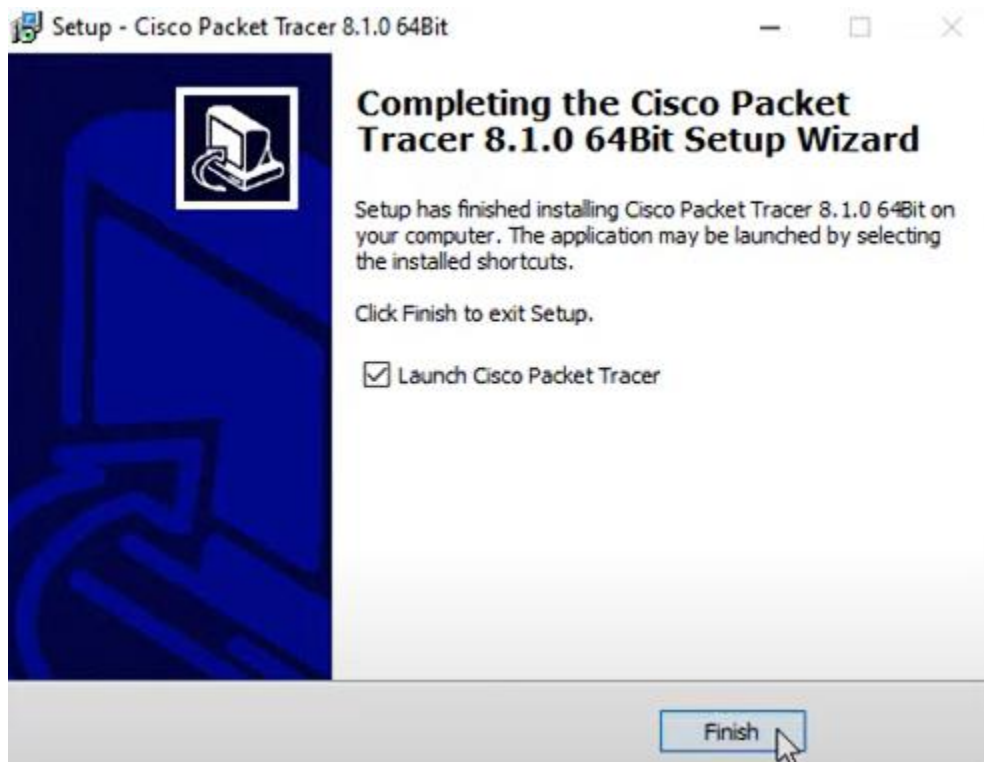 Setup - Cisco Packet Tracer 8.1.0 64Bit
Completing the Cisco Packet
Tracer 8.1.0 64Bit Setup Wizard
Setup has finished installing Cisco Packet Tracer 8.1.0 64Bit on
your computer. The application may be launched by selecting
the installed shortcuts.
Click Finish to exit Setup.
Launch Cisco Packet Tracer
Finish